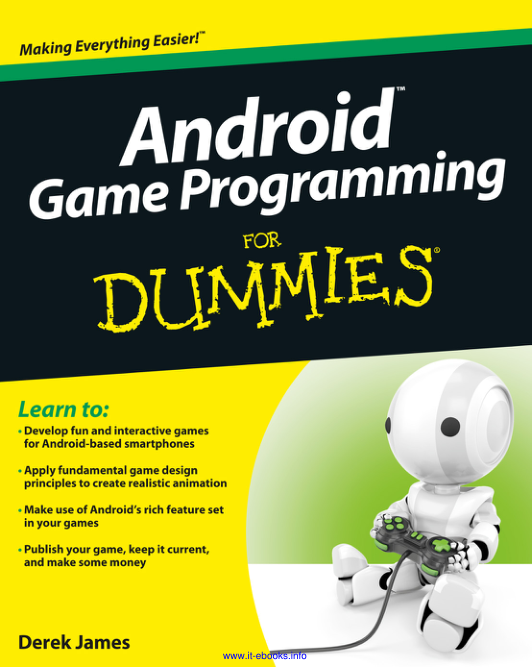 Making Everything Easier!™
Android™
Game Programming
FOR
DUMMIES®
Learn to:
• Develop fun and interactive games
for Android-based smartphones
• Apply fundamental game design
principles to create realistic animation
• Make use of Android's rich feature set
in your games
• Publish your game, keep it current,
and make some money
Derek James
www.it-ebooks.info